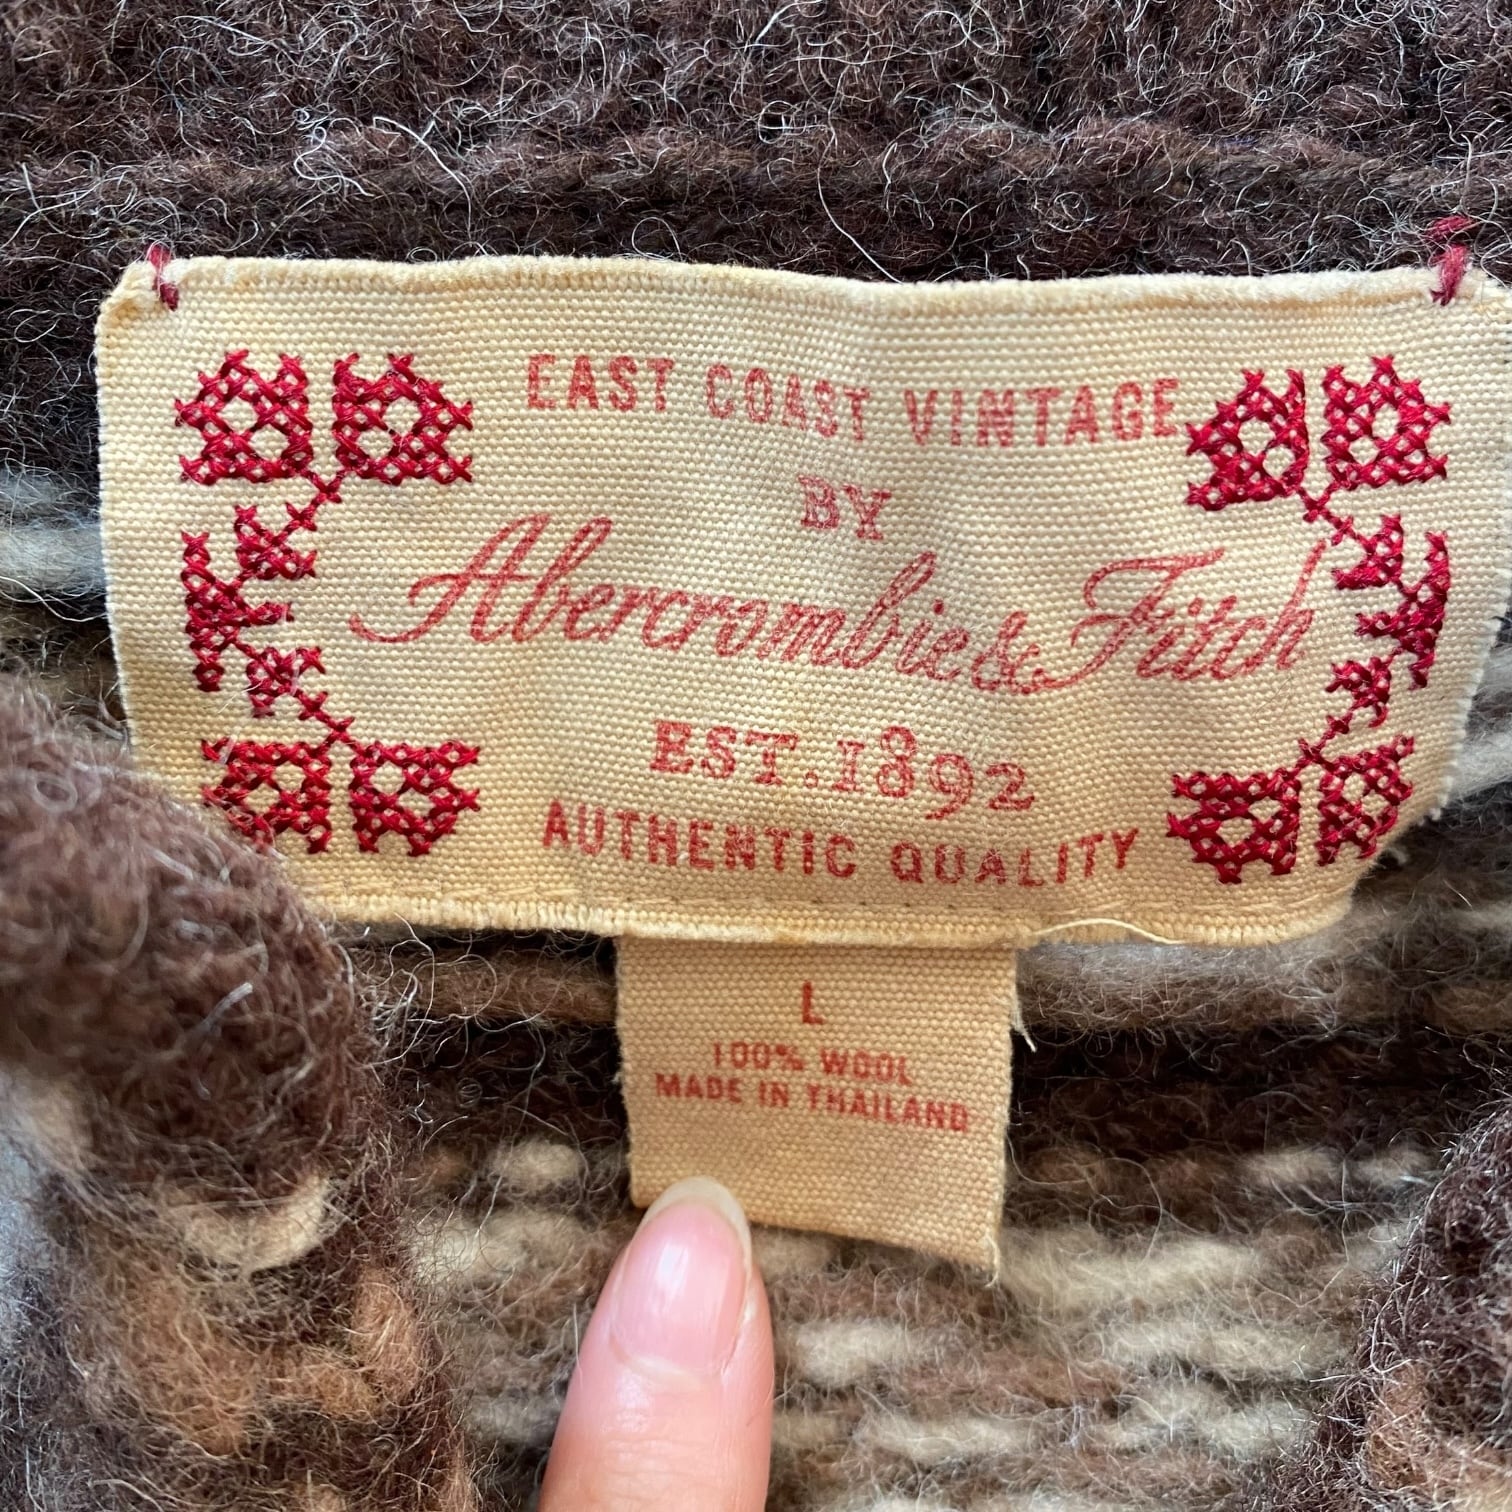 EAST COAST VINTAGE
BY
Abercrombie & Fitch
EST.1892
AUTHENTIC QUALITY
L
100% WOOL
MADE IN THAILAND